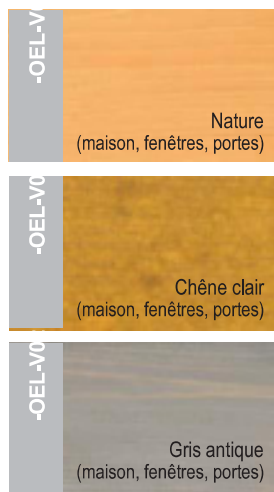 -OEL-V0
Nature
(maison, fenêtres, portes)
-OEL-V0
Chêne clair
(maison, fenêtres, portes)
-OEL-V0
Gris antique
(maison, fenêtres, portes)